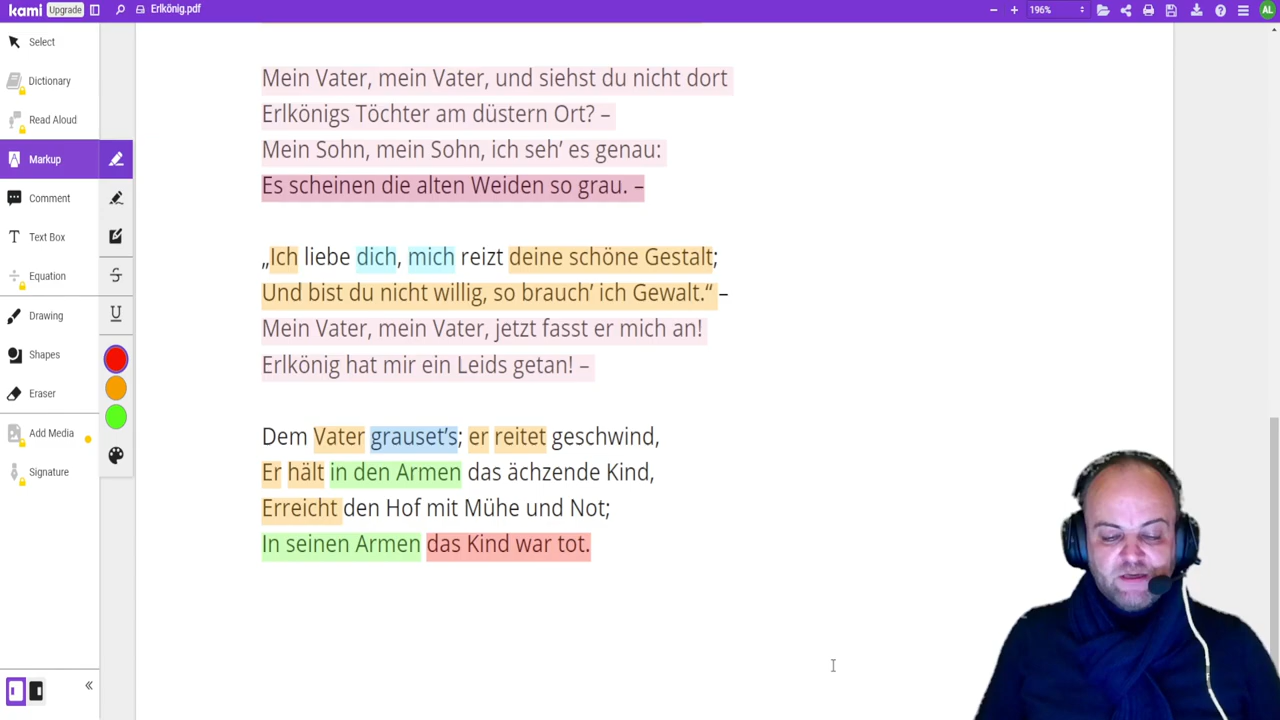 kami Upgrade Erlkönig.pdf 196% AL
Select
Dictionary
Read Aloud
Markup
Comment
Text Box
Equation
Drawing
Shapes
Eraser
Add Media
Signature
Mein Vater, mein Vater, und siehst du nicht dort
Erlkönigs Töchter am düstern Ort? –
Mein Sohn, mein Sohn, ich seh’ es genau:
Es scheinen die alten Weiden so grau. –
„Ich liebe dich, mich reizt deine schöne Gestalt;
Und bist du nicht willig, so brauch’ ich Gewalt.“ –
Mein Vater, mein Vater, jetzt fasst er mich an!
Erlkönig hat mir ein Leids getan! –
Dem Vater grauset’s; er reitet geschwind,
Er hält in den Armen das ächzende Kind,
Erreicht den Hof mit Mühe und Not;
In seinen Armen das Kind war tot.